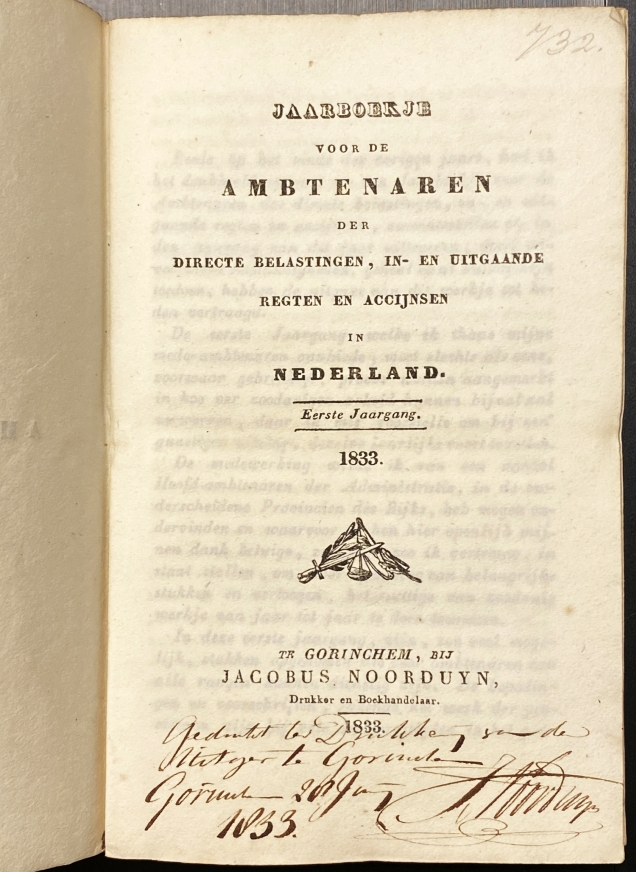 732.
JAARBOEKJE
VOOR DE
AMBTENAREN
DER
DIRECTE BELASTINGEN, IN- EN UITGAANDE
REGTEN EN ACCIJNSEN
IN
NEDERLAND.
Eerste Jaargang.
1833.
TE GORINCHEM, BIJ
JACOBUS NOORDUYN,
Drukker en Boekhandelaar.
1833.
Gedrukt ter Drukkerij van de
Uitgever te Gorinchem
Gorinchem 20 Jan
1833. Noorduyn